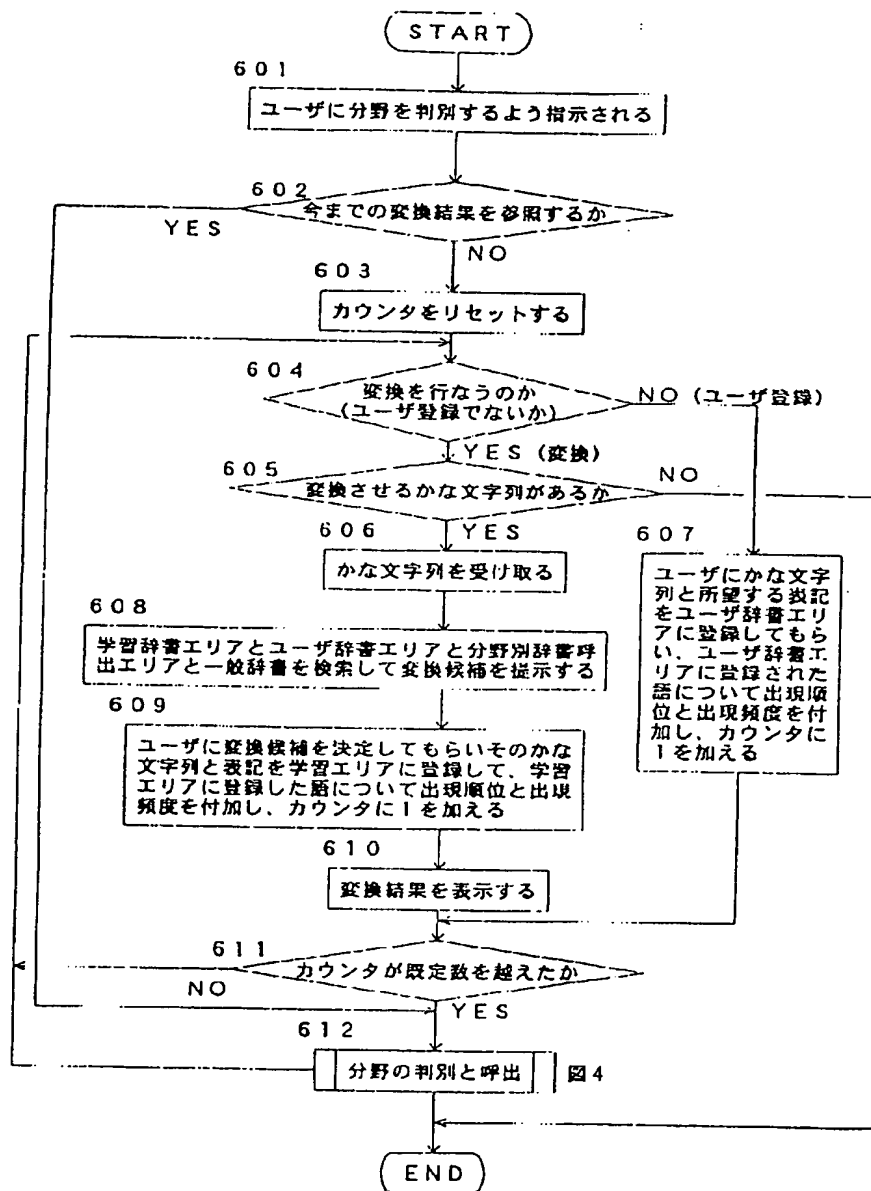 START
601
ユーザに分野を判別するよう指示される
602
今までの変換結果を参照するか
YES
NO
603
カウンタをリセットする
604
変換を行なうのか
(ユーザ登録でないか)
NO (ユーザ登録)
YES (変換)
605
変換させるかな文字列があるか
NO
YES
606
かな文字列を受け取る
607
ユーザにかな文字
列と所望する表記
をユーザ辞書エリ
アに登録してもら
い、ユーザ辞書エ
リアに登録された
語について出現順
位と出現頻度を付
加し、カウンタに
1を加える
608
学習辞書エリアとユーザ辞書エリアと分野別辞書呼
出エリアと一般辞書を検索して変換候補を提示する
609
ユーザに変換候補を決定してもらいそのかな
文字列と表記を学習エリアに登録して、学習
エリアに登録した語について出現順位と出現
頻度を付加し、カウンタに1を加える
610
変換結果を表示する
611
カウンタが既定数を越えたか
NO
YES
612
分野の判別と呼出
図4
END